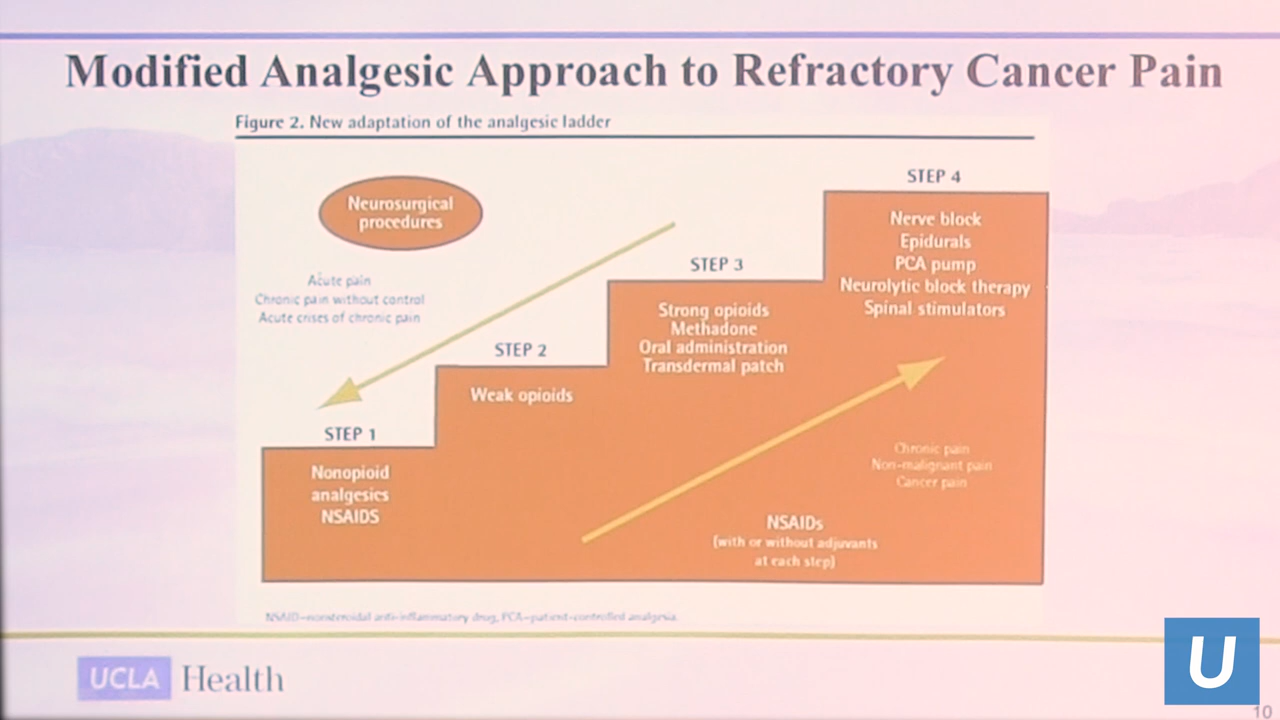 Modified Analgesic Approach to Refractory Cancer Pain
Figure 2. New adaptation of the analgesic ladder
Neurosurgical
procedures
Acute pain
Chronic pain without control
Acute crises of chronic pain
STEP 1
Nonopioid
analgesics
NSAIDS
STEP 2
Weak opioids
STEP 3
Strong opioids
Methadone
Oral administration
Transdermal patch
STEP 4
Nerve block
Epidurals
PCA pump
Neurolytic block therapy
Spinal stimulators
Chronic pain
Non-malignant pain
Cancer pain
NSAIDs
(with or without adjuvants
at each step)
NSAID–nonsteroidal anti-inflammatory drug, PCA–patient-controlled analgesia.
UCLA Health
U
10